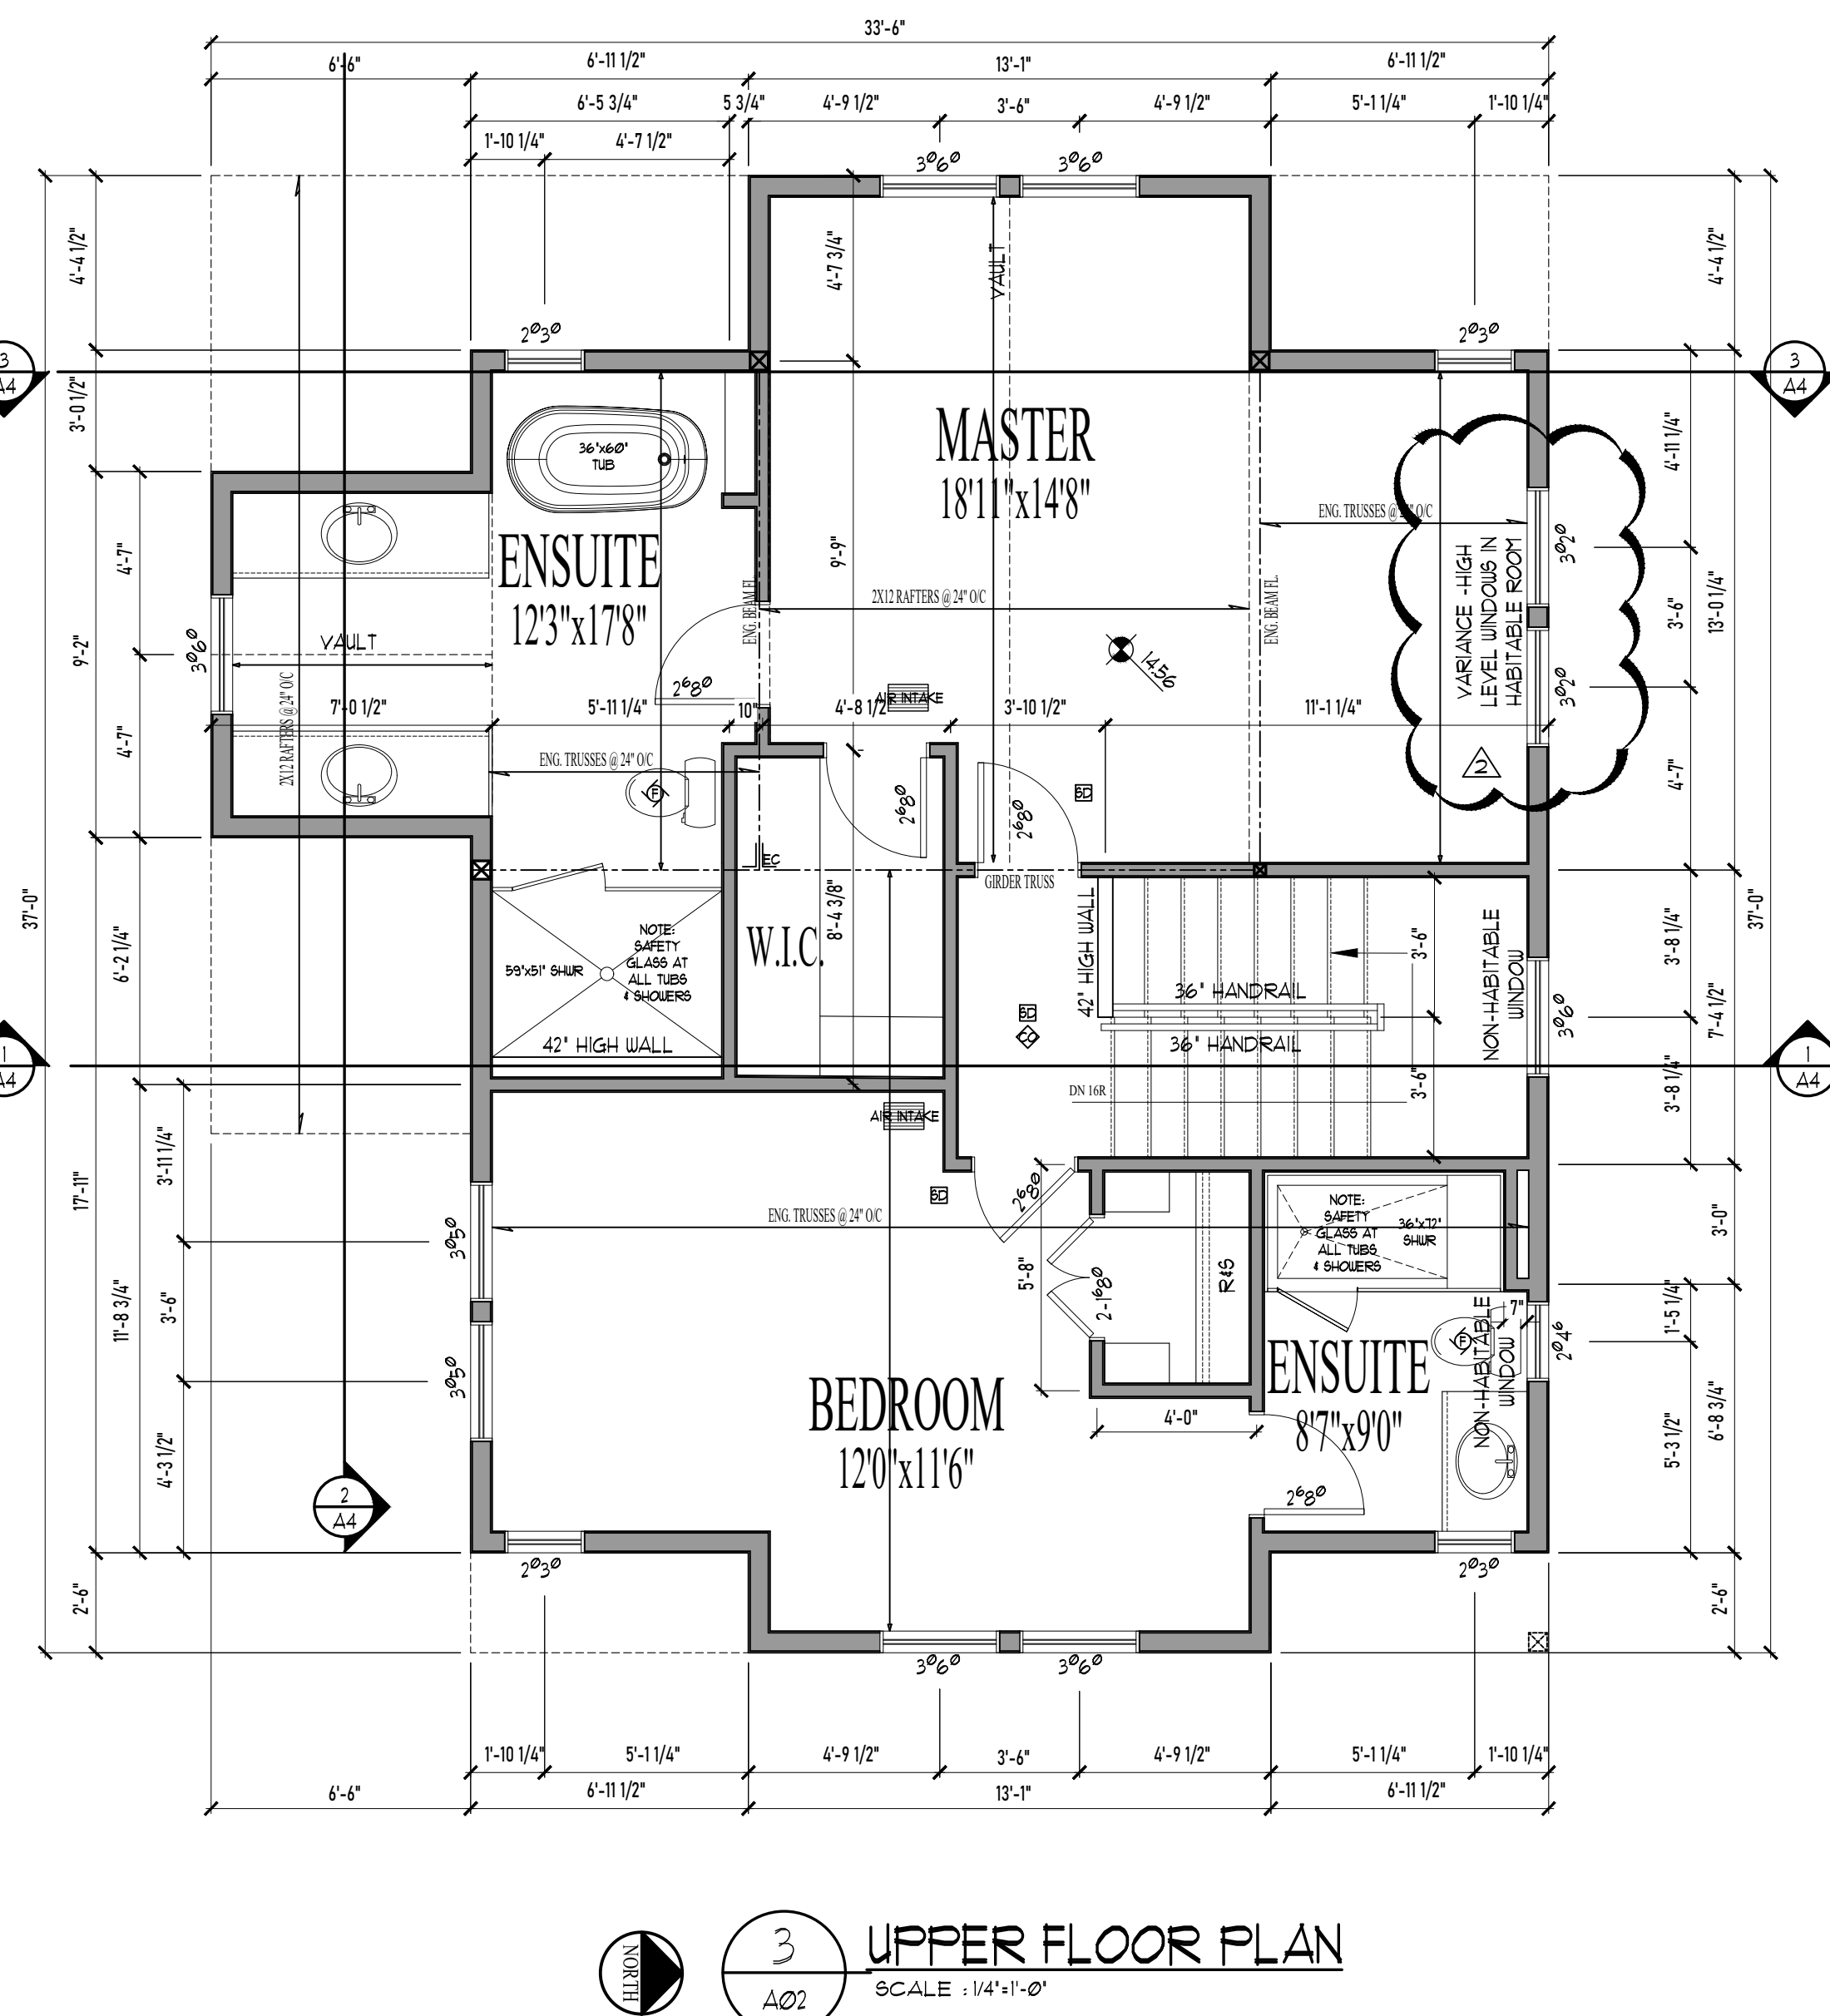 33'-6"
6'-6"
6'-11 1/2"
13'-1"
6'-11 1/2"
6'-5 3/4"
5 3/4"
4'-9 1/2"
3'-6"
4'-9 1/2"
5'-1 1/4"
1'-10 1/4"
1'-10 1/4"
4'-7 1/2"
3⁰6⁰
3⁰6⁰
4'-4 1/2"
4'-7 3/4"
VAULT
4'-4 1/2"
2⁰3⁰
2⁰3⁰
3
A4
3
A4
3'-0 1/2"
36"x60"
TUB
MASTER
18'11"x14'8"
4'-11 1/4"
ENG. TRUSSES @ 24" O/C
ENSUITE
12'3"x17'8"
4'-7"
9'-2"
4'-7"
3⁰6⁰
VAULT
2X12 RAFTERS @ 24" O/C
ENG. BEAM FL.
9'-9"
2X12 RAFTERS @ 24" O/C
ENG. BEAM FL.
VARIANCE -HIGH
LEVEL WINDOWS IN
HABITABLE ROOM
2
3⁰2⁰
3⁰2⁰
3'-6"
13'-0 1/4"
4'-7"
14.56
2⁶8⁰
AIR INTAKE
7'-0 1/2"
5'-11 1/4"
10"
4'-8 1/2"
3'-10 1/2"
11'-1 1/4"
ENG. TRUSSES @ 24" O/C
F
2⁶8⁰
2⁶8⁰
SD
EC
GIRDER TRUSS
37'-0"
37'-0"
6'-2 1/4"
8'-4 3/8"
W.I.C.
NOTE:
SAFETY
GLASS AT
ALL TUBS
& SHOWERS
59"x51" SHWR
42" HIGH WALL
42" HIGH WALL
3'-6"
36" HANDRAIL
36" HANDRAIL
3'-6"
DN 16R
SD
CO
NON-HABITABLE
WINDOW
3⁰6⁰
3'-8 1/4"
7'-4 1/2"
3'-8 1/4"
1
A4
1
A4
AIR INTAKE
SD
17'-11"
11'-8 3/4"
3'-11 1/4"
3'-6"
4'-3 1/2"
3⁰5⁰
3⁰5⁰
ENG. TRUSSES @ 24" O/C
2⁶8⁰
5'-8"
2-1⁶8⁰
R&S
NOTE:
SAFETY
GLASS AT
ALL TUBS
& SHOWERS
36"x72"
SHWR
3'-0"
7"
F
NON-HABITABLE
WINDOW
2⁰4⁶
1'-5 1/4"
6'-8 3/4"
5'-3 1/2"
BEDROOM
12'0"x11'6"
4'-0"
ENSUITE
8'7"x9'0"
2⁶8⁰
2
A4
2⁰3⁰
2⁰3⁰
2'-6"
2'-6"
3⁰6⁰
3⁰6⁰
1'-10 1/4"
5'-1 1/4"
4'-9 1/2"
3'-6"
4'-9 1/2"
5'-1 1/4"
1'-10 1/4"
6'-6"
6'-11 1/2"
13'-1"
6'-11 1/2"
NORTH
3
A02
UPPER FLOOR PLAN
SCALE : 1/4"=1'-0"